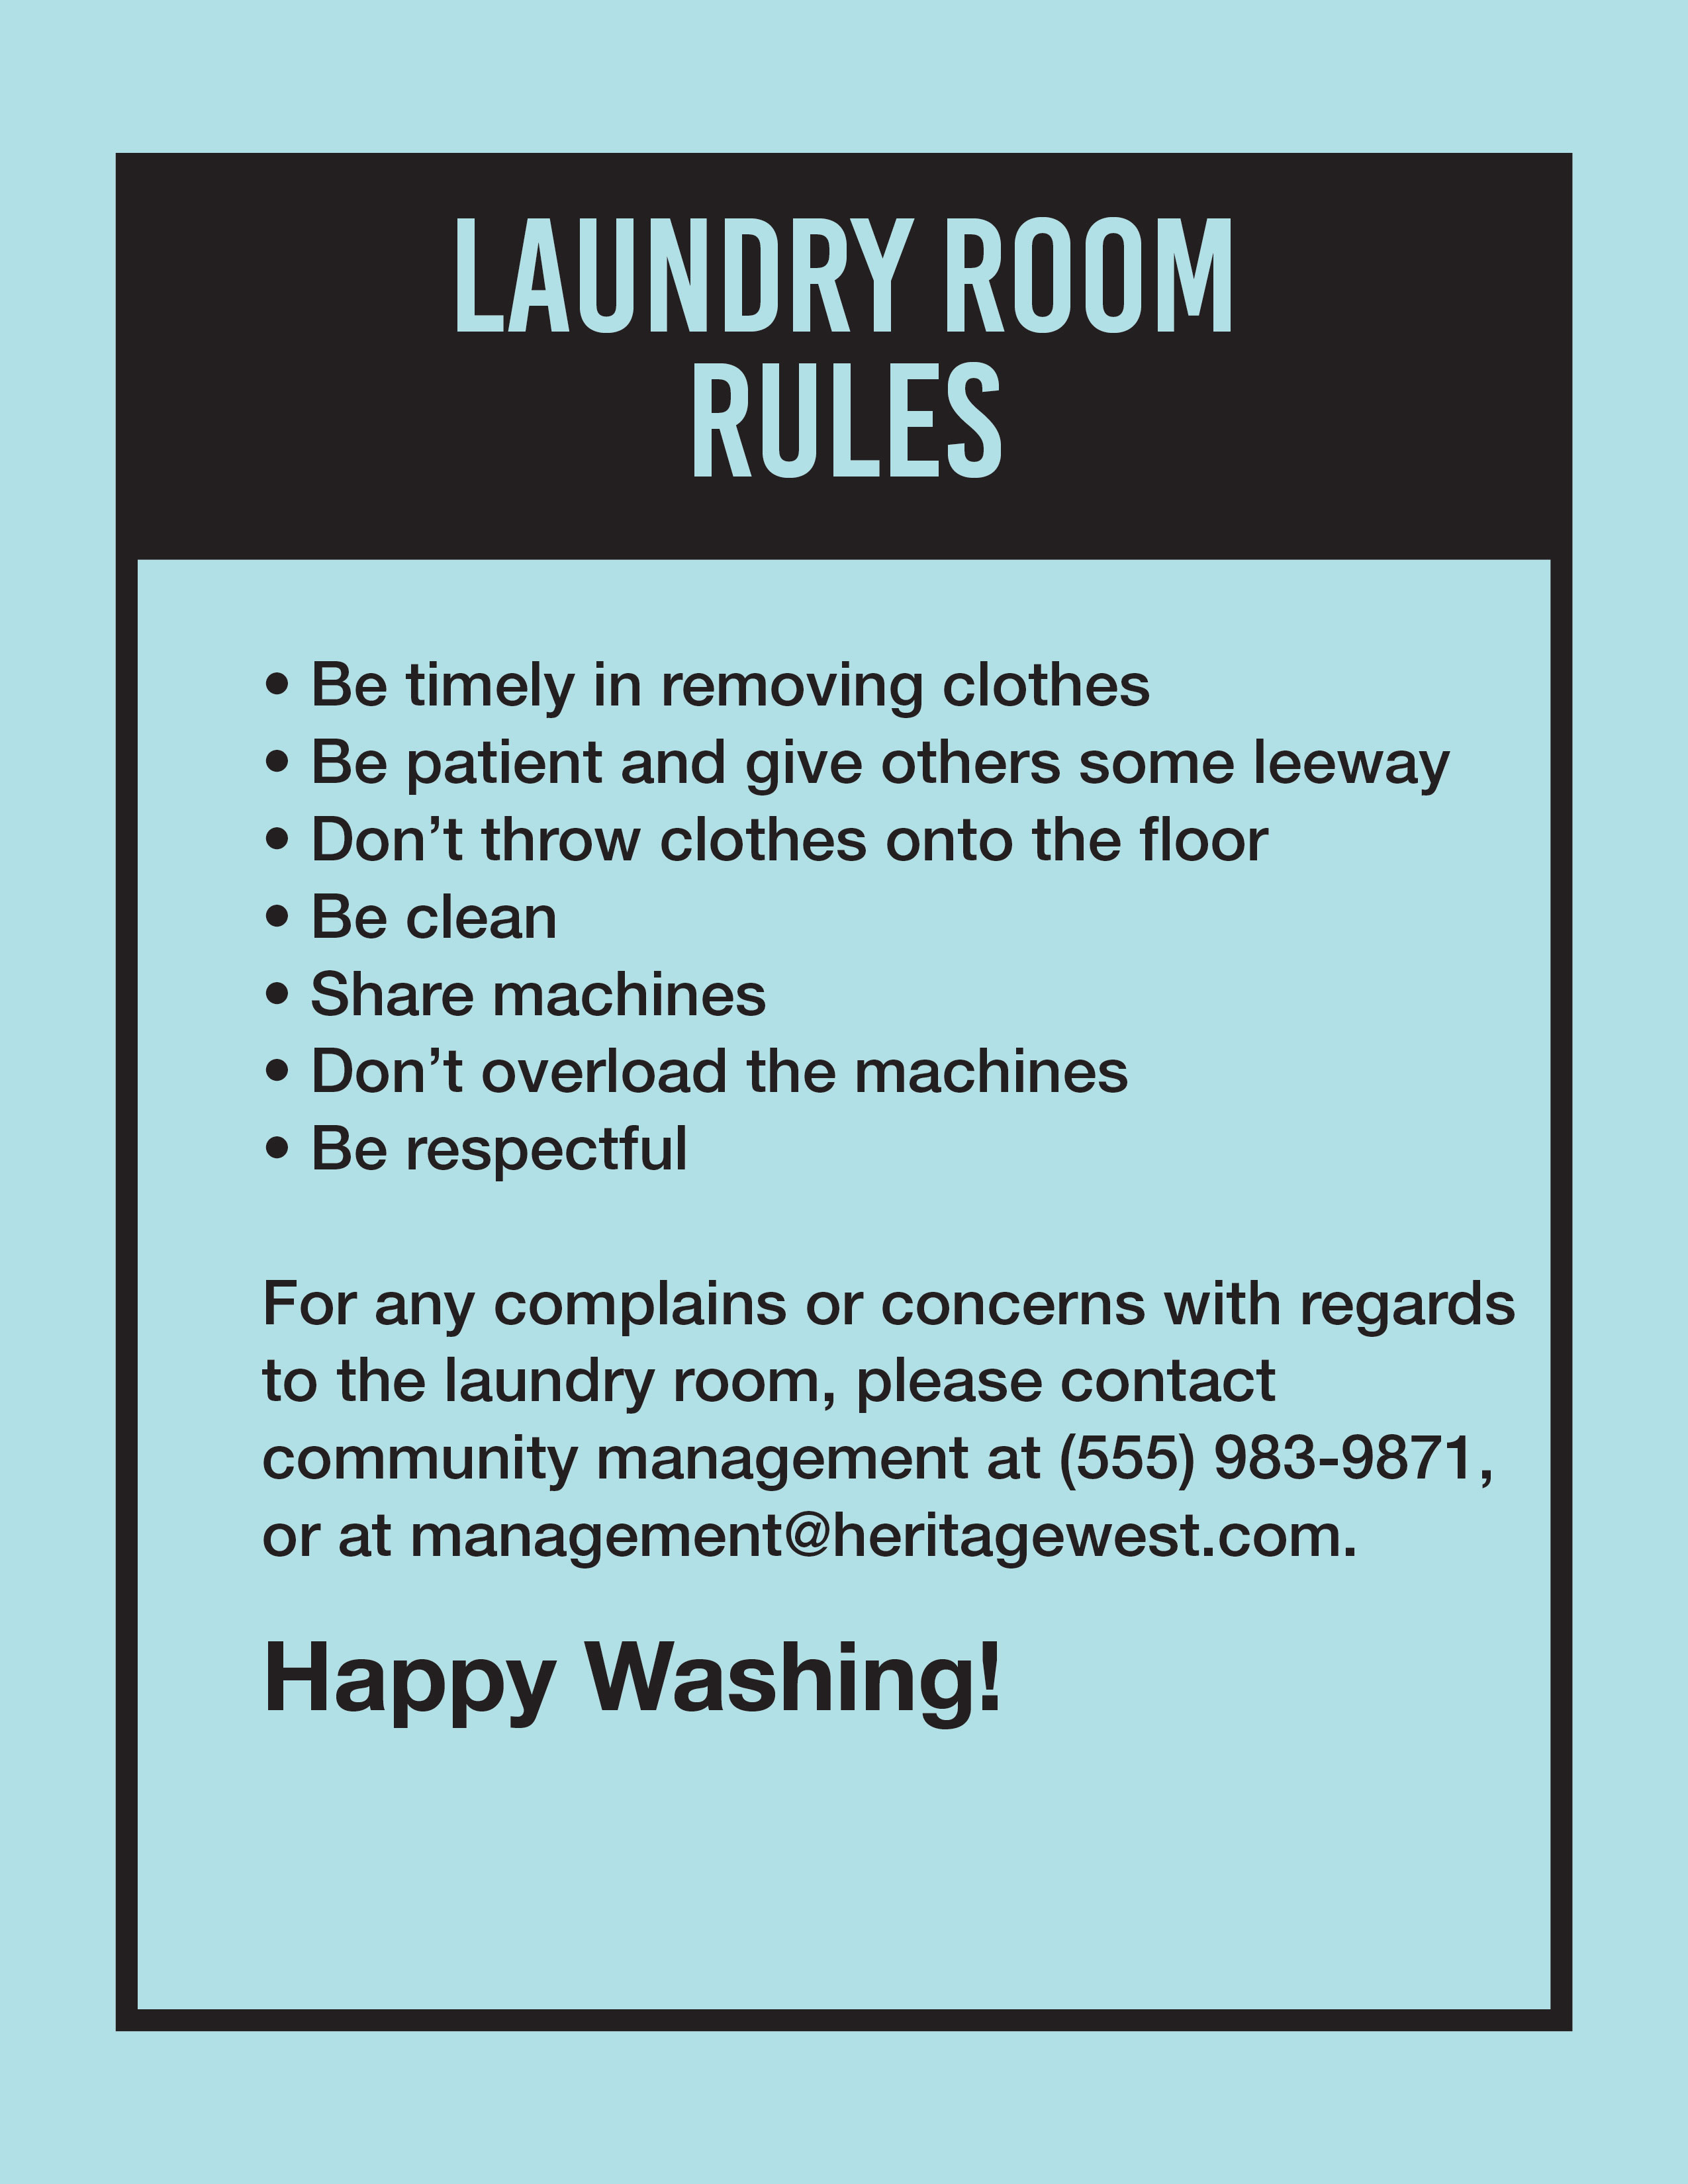 LAUNDRY ROOM
RULES
• Be timely in removing clothes
• Be patient and give others some leeway
• Don’t throw clothes onto the floor
• Be clean
• Share machines
• Don’t overload the machines
• Be respectful
For any complains or concerns with regards
to the laundry room, please contact
community management at (555) 983-9871,
or at management@heritagewest.com.
Happy Washing!